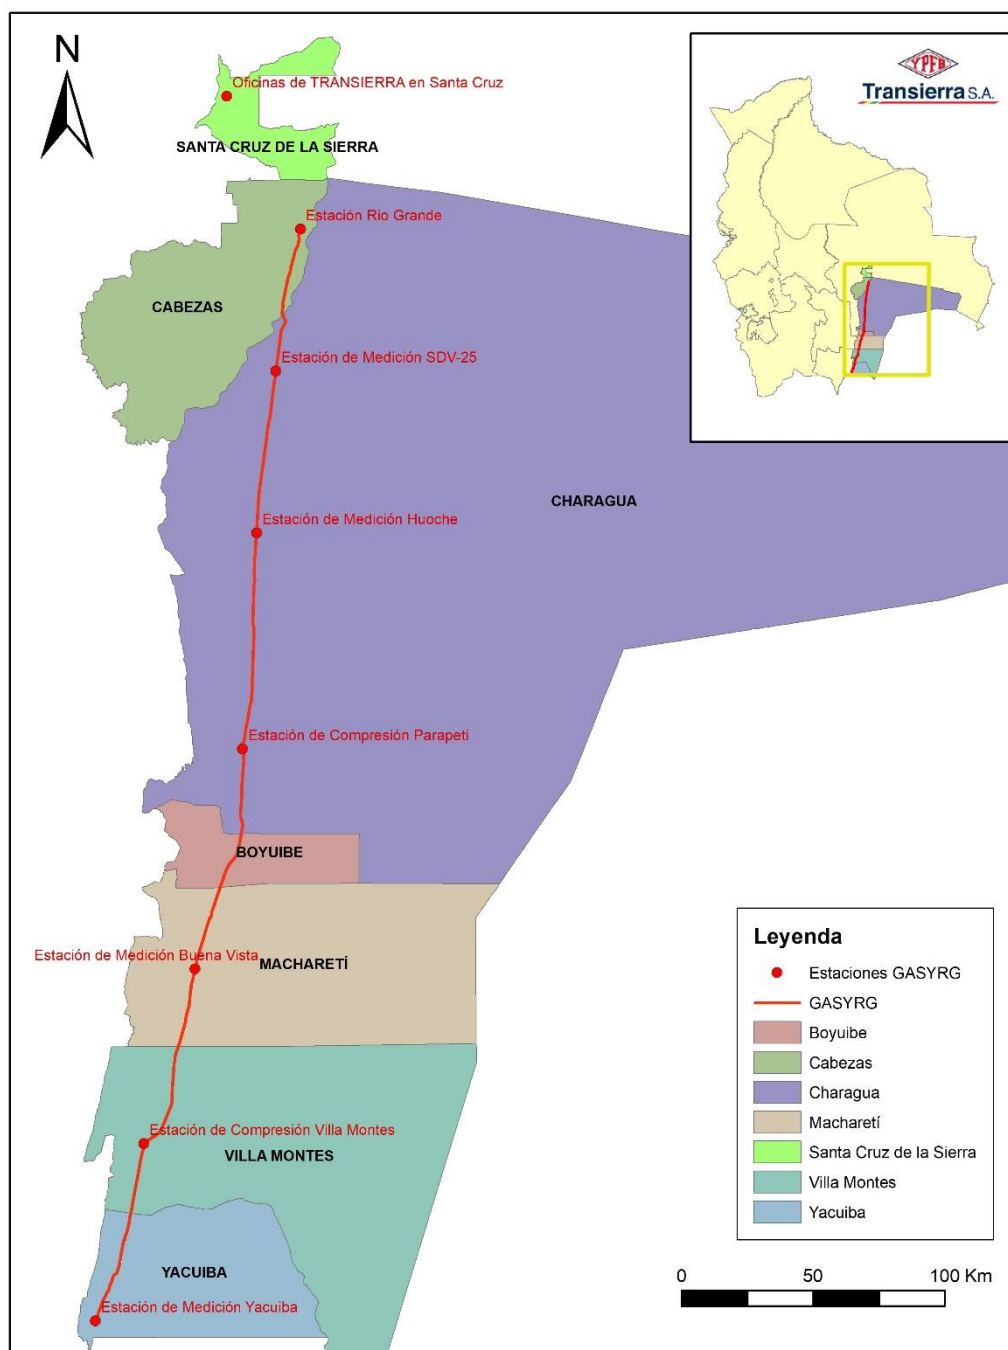 N
YPFB
Transierra S.A.
Oficinas de TRANSIERRA en Santa Cruz
SANTA CRUZ DE LA SIERRA
Estación Rio Grande
CABEZAS
Estación de Medición SDV-25
CHARAGUA
Estación de Medición Huoche
Estación de Compresión Parapeti
BOYUIBE
Estación de Medición Buena Vista
MACHARETÍ
Estación de Compresión Villa Montes
VILLA MONTES
YACUIBA
Estación de Medición Yacuiba
Leyenda
Estaciones GASYRG
GASYRG
Boyuibe
Cabezas
Charagua
Macharetí
Santa Cruz de la Sierra
Villa Montes
Yacuiba
0 50 100 Km